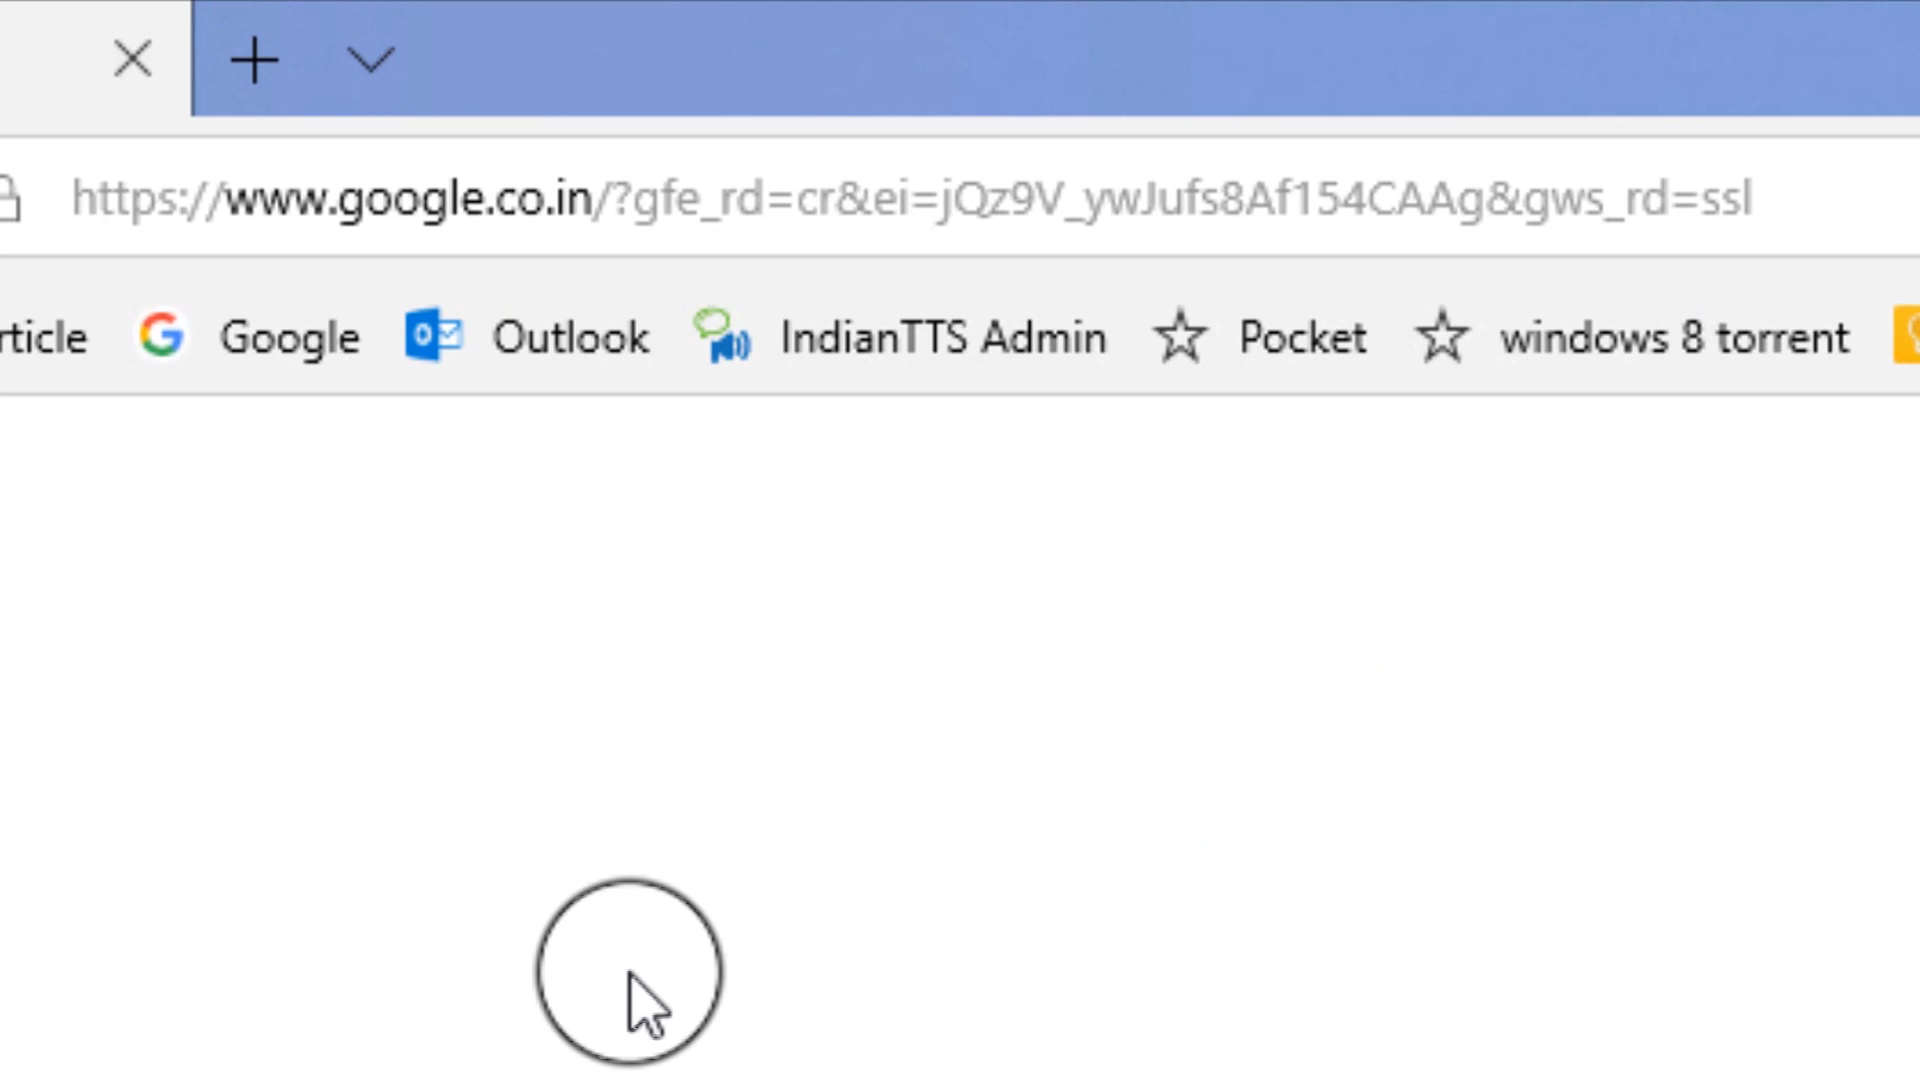 https://www.google.co.in/?gfe_rd=cr&ei=jQz9V_ywJufs8Af154CAAg&gws_rd=ssl
rticle Google Outlook IndianTTS Admin Pocket windows 8 torrent